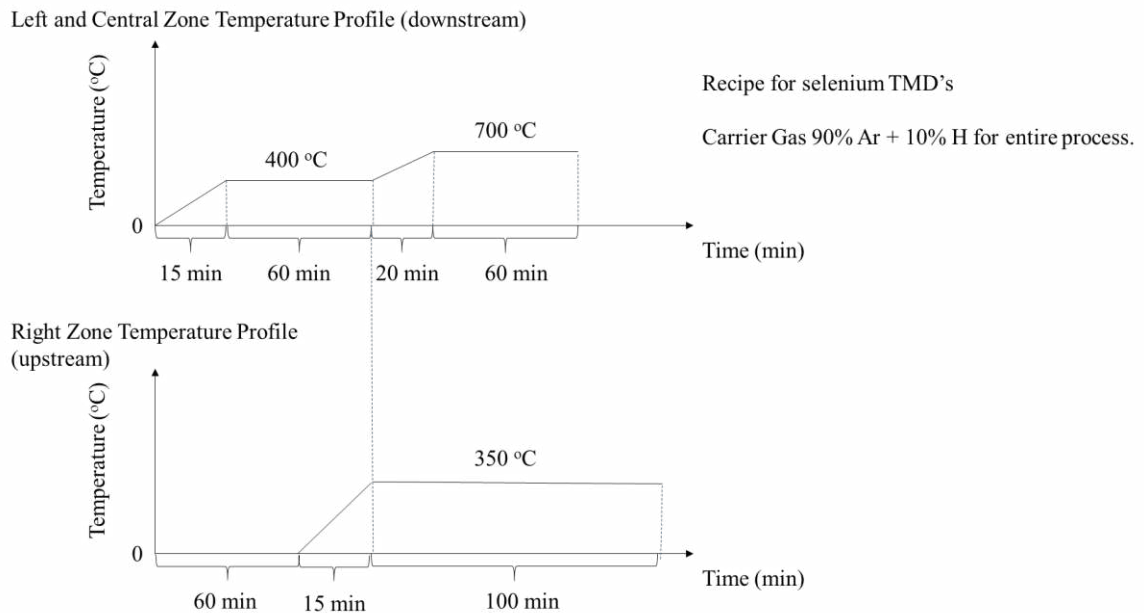 Left and Central Zone Temperature Profile (downstream)
Temperature (°C)
Recipe for selenium TMD's
Carrier Gas 90% Ar + 10% H for entire process.
700 °C
400 °C
0
Time (min)
15 min
60 min
20 min
60 min
Right Zone Temperature Profile
(upstream)
Temperature (°C)
350 °C
0
Time (min)
60 min
15 min
100 min